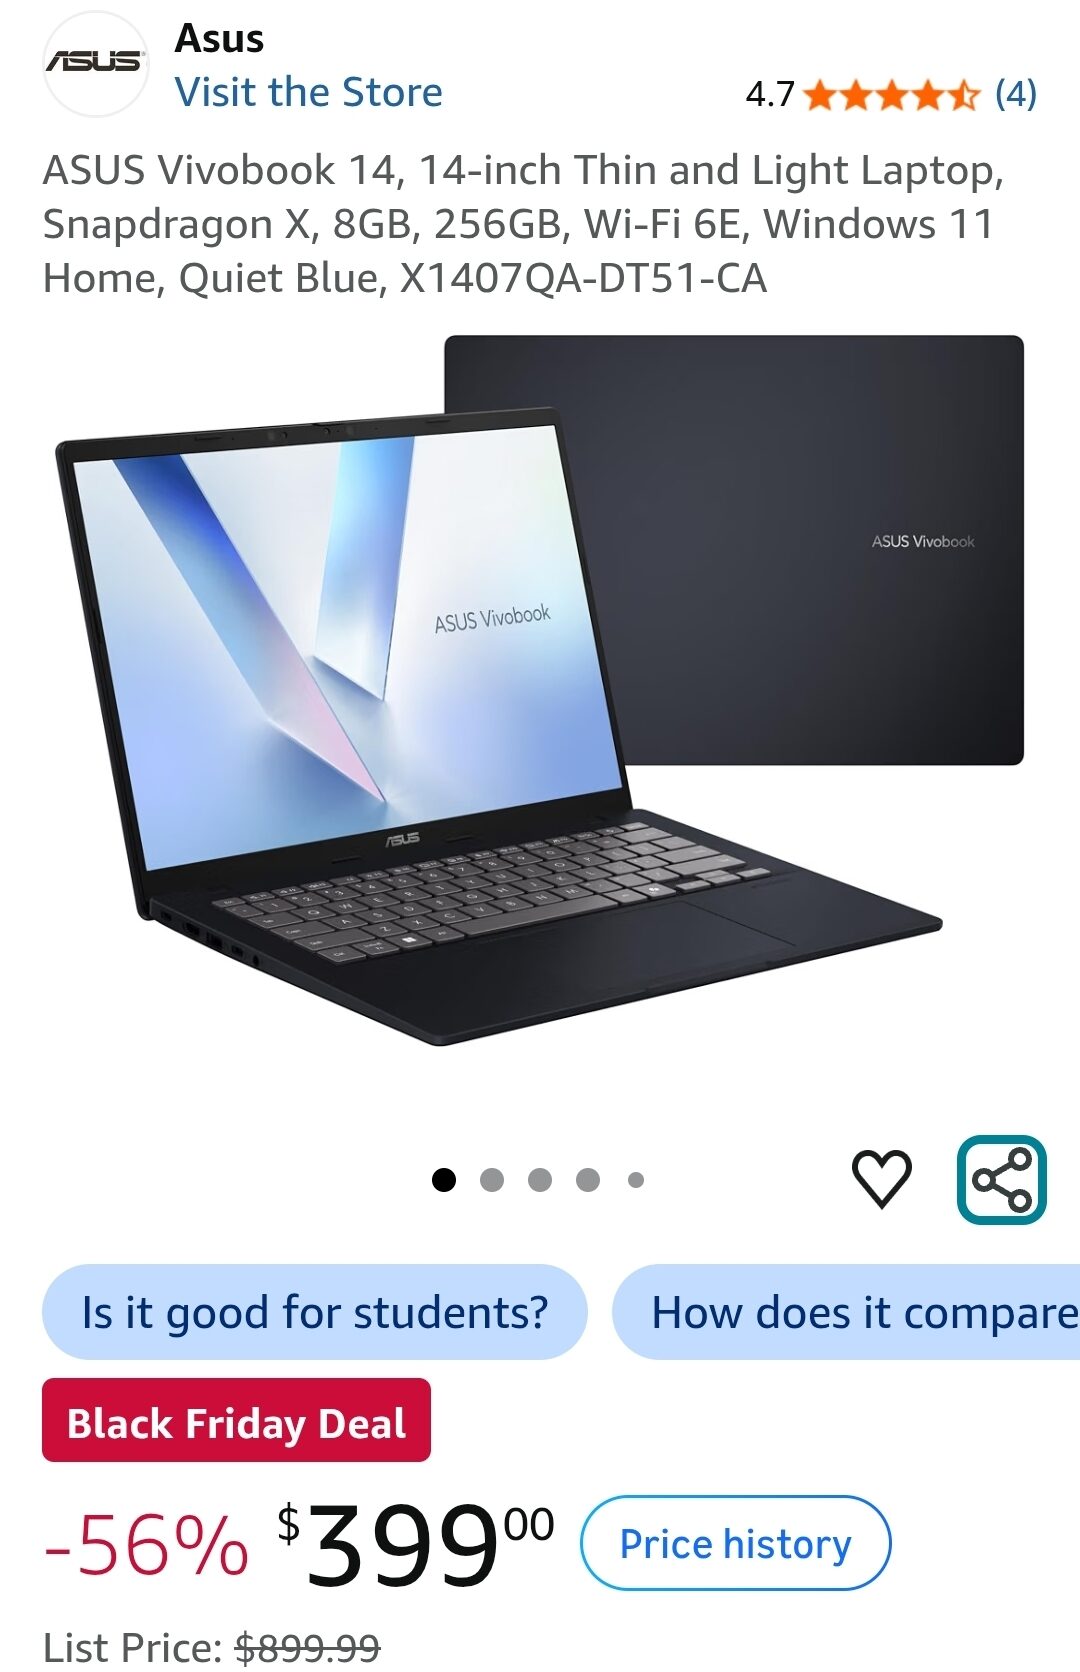 ASUS
Asus
Visit the Store
4.7 (4)
ASUS Vivobook 14, 14-inch Thin and Light Laptop,
Snapdragon X, 8GB, 256GB, Wi-Fi 6E, Windows 11
Home, Quiet Blue, X1407QA-DT51-CA
ASUS Vivobook
ASUS Vivobook
ASUS
Is it good for students?
How does it compare
Black Friday Deal
-56% $39900
Price history
List Price: $899.99